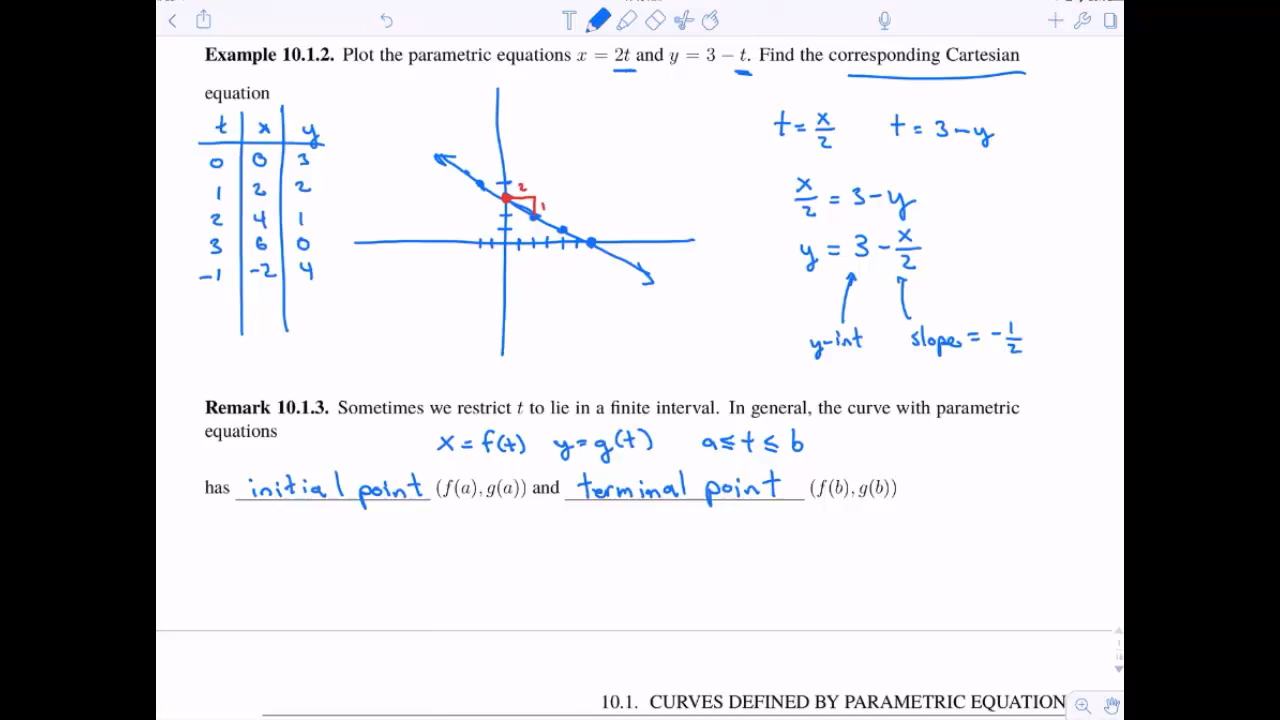 Example 10.1.2. Plot the parametric equations x = 2t and y = 3 − t. Find the corresponding Cartesian
equation
t x y
0 0 3
1 2 2
2 4 1
3 6 0
-1 -2 4
2
1
t = x/2 t = 3-y
x/2 = 3-y
y = 3 - x/2
y-int slope = -1/2
Remark 10.1.3. Sometimes we restrict t to lie in a finite interval. In general, the curve with parametric
equations
x = f(t) y = g(t) a ≤ t ≤ b
has initial point (f(a), g(a)) and terminal point (f(b), g(b))
10.1. CURVES DEFINED BY PARAMETRIC EQUATION